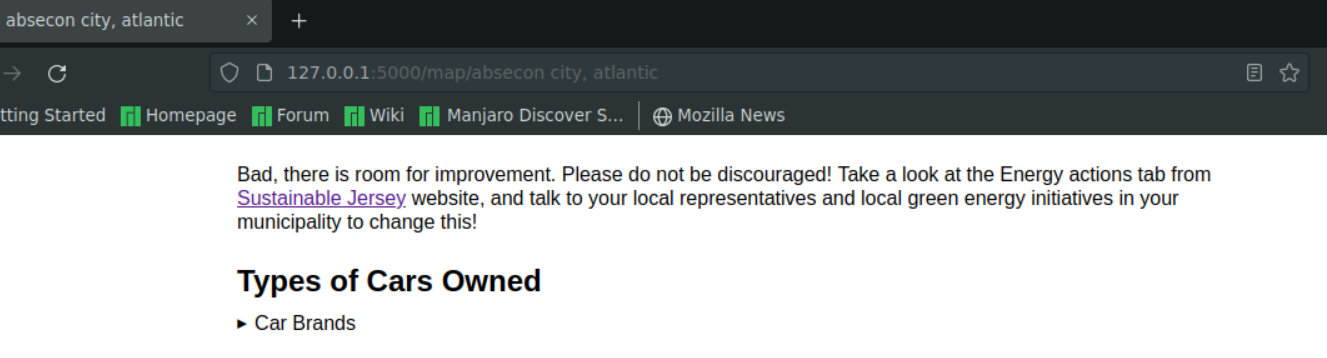 absecon city, atlantic
127.0.0.1:5000/map/absecon city, atlantic
tting Started Homepage Forum Wiki Manjaro Discover S... Mozilla News
Bad, there is room for improvement. Please do not be discouraged! Take a look at the Energy actions tab from
Sustainable Jersey website, and talk to your local representatives and local green energy initiatives in your
municipality to change this!
Types of Cars Owned
Car Brands